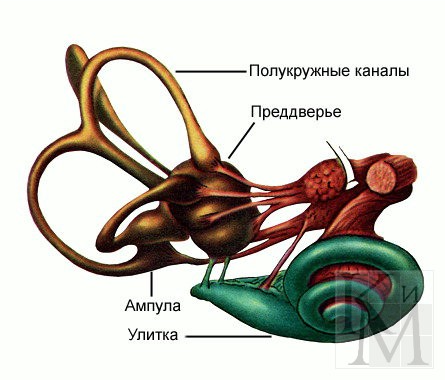 Полукружные каналы
Преддверье
Ампула
Улитка
К и
М